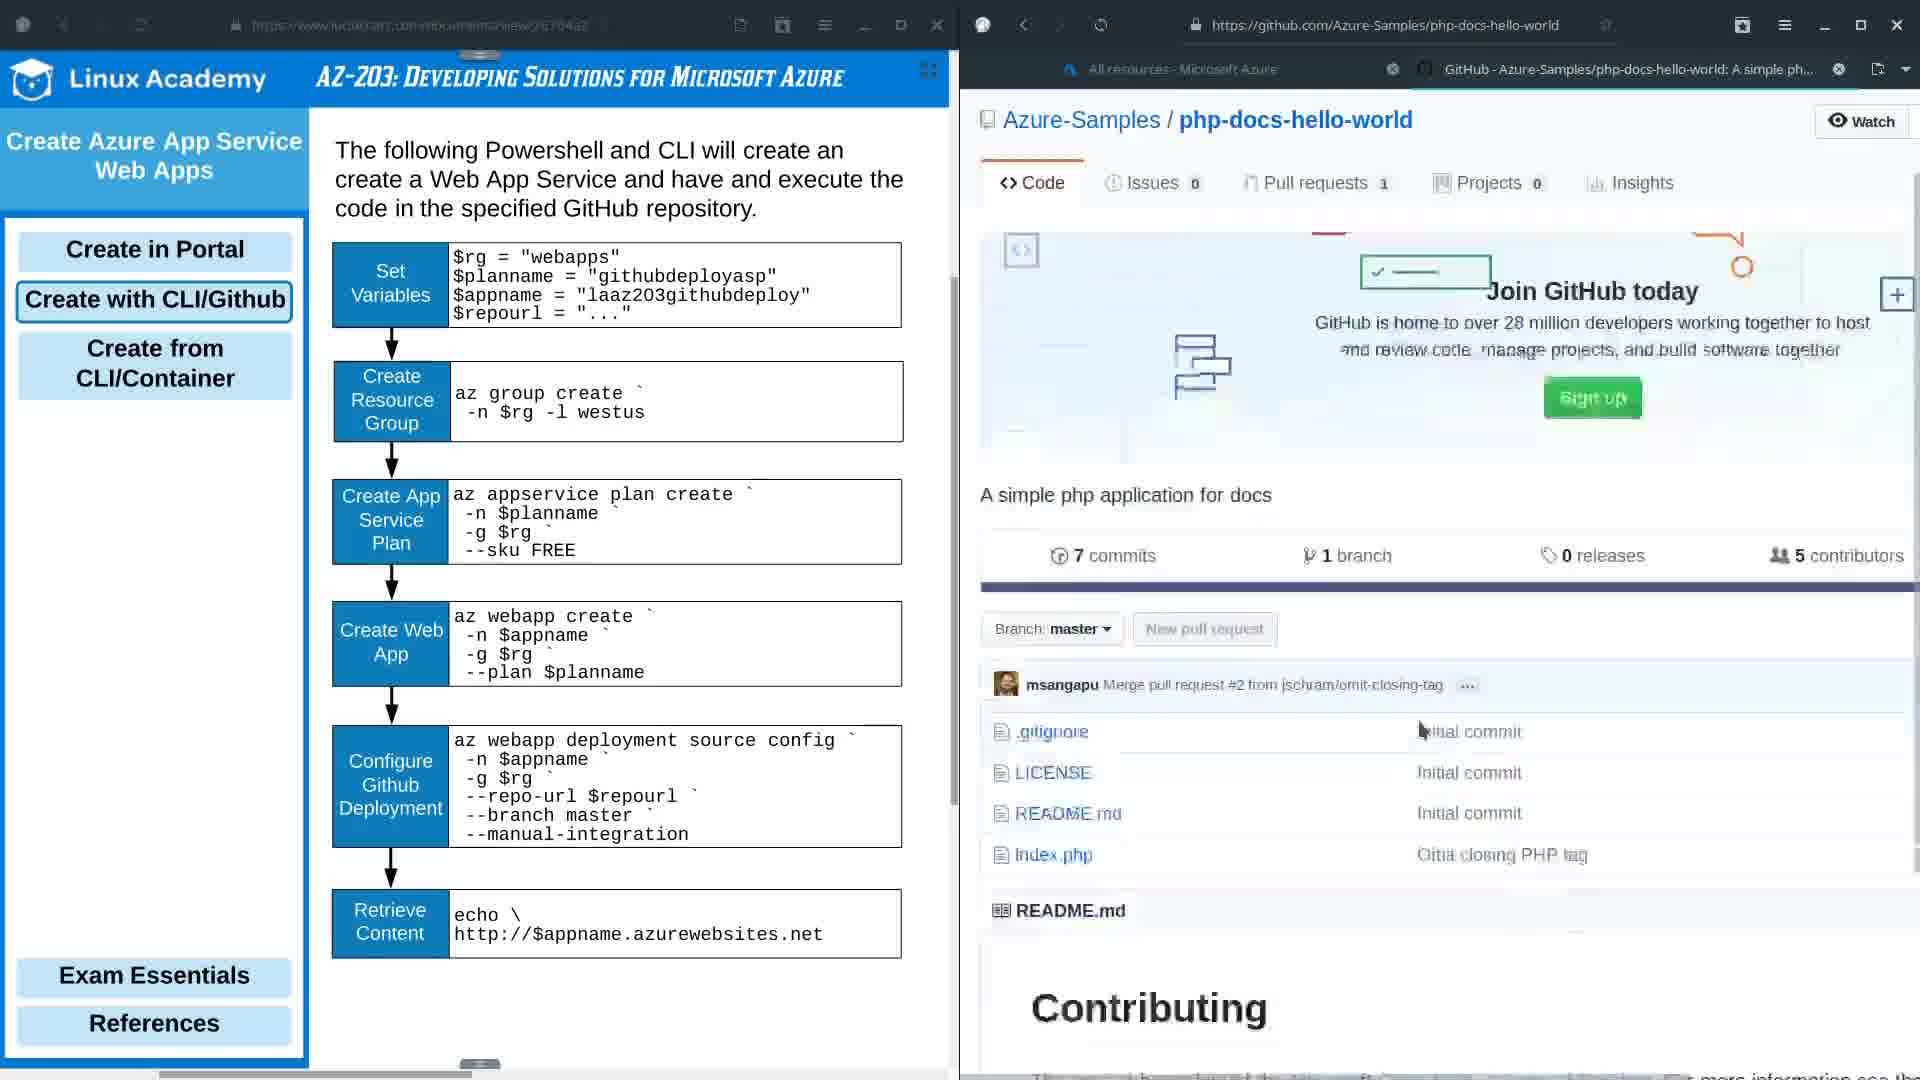 https://www.lucidchart.com/documents/view/
https://github.com/Azure-Samples/php-docs-hello-world
All resources - Microsoft Azure
GitHub - Azure-Samples/php-docs-hello-world: A simple ph...
Linux Academy
AZ-203: Developing Solutions for Microsoft Azure
Create Azure App Service
Web Apps
Create in Portal
Create with CLI/Github
Create from
CLI/Container
Exam Essentials
References
The following Powershell and CLI will create an
create a Web App Service and have and execute the
code in the specified GitHub repository.
Set
Variables
$rg = "webapps"
$planname = "githubdeployasp"
$appname = "laaz203githubdeploy"
$repourl = "..."
Create
Resource
Group
az group create `
-n $rg -l westus
Create App
Service
Plan
az appservice plan create `
-n $planname `
-g $rg `
--sku FREE
Create Web
App
az webapp create `
-n $appname `
-g $rg `
--plan $planname
Configure
Github
Deployment
az webapp deployment source config `
-n $appname `
-g $rg `
--repo-url $repourl `
--branch master `
--manual-integration
Retrieve
Content
echo \
http://$appname.azurewebsites.net
Azure-Samples / php-docs-hello-world
Watch
Code
Issues 0
Pull requests 1
Projects 0
Insights
Join GitHub today
GitHub is home to over 28 million developers working together to host
and review code, manage projects, and build software together
Sign up
A simple php application for docs
7 commits
1 branch
0 releases
5 contributors
Branch: master
New pull request
msangapu Merge pull request #2 from jschram/omit-closing-tag ...
.gitignore
Initial commit
LICENSE
Initial commit
README.md
Initial commit
index.php
closing PHP tag
README.md
Contributing
more information see the